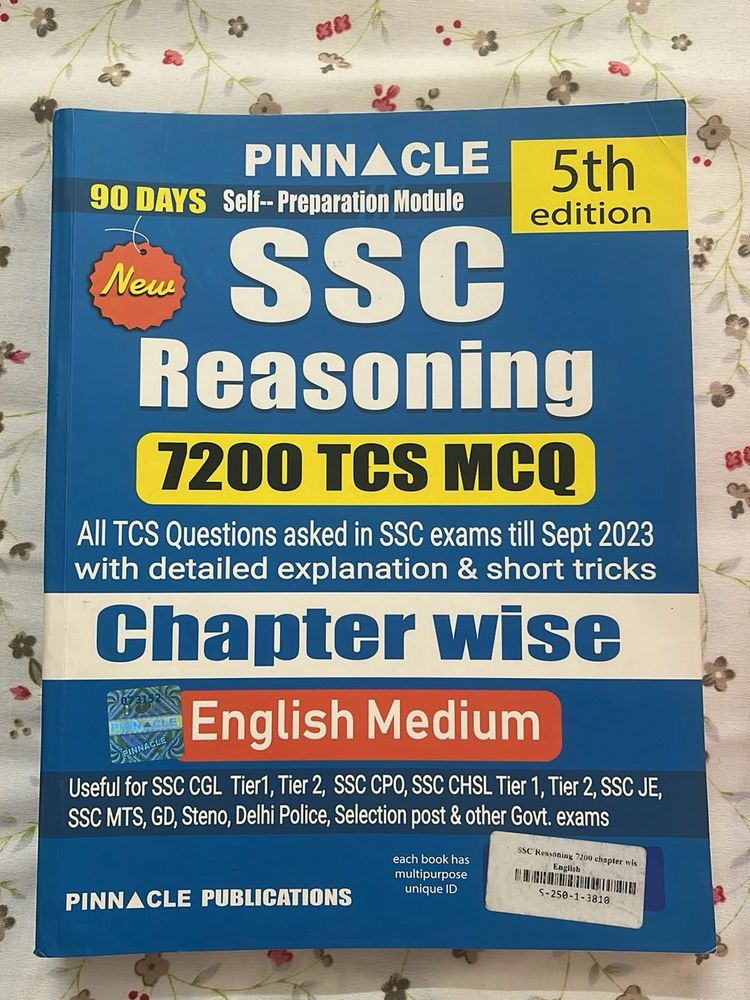 PINNACLE
5th
edition
90 DAYS Self-- Preparation Module
New
SSC
Reasoning
7200 TCS MCQ
All TCS Questions asked in SSC exams till Sept 2023
with detailed explanation & short tricks
Chapter wise
PINNACLE
PINNACLE
English Medium
Useful for SSC CGL Tier1, Tier 2, SSC CPO, SSC CHSL Tier 1, Tier 2, SSC JE,
SSC MTS, GD, Steno, Delhi Police, Selection post & other Govt. exams
each book has
multipurpose
unique ID
SSC Reasoning 7200 chapter wis
English
S-250-1-3810
PINNACLE PUBLICATIONS